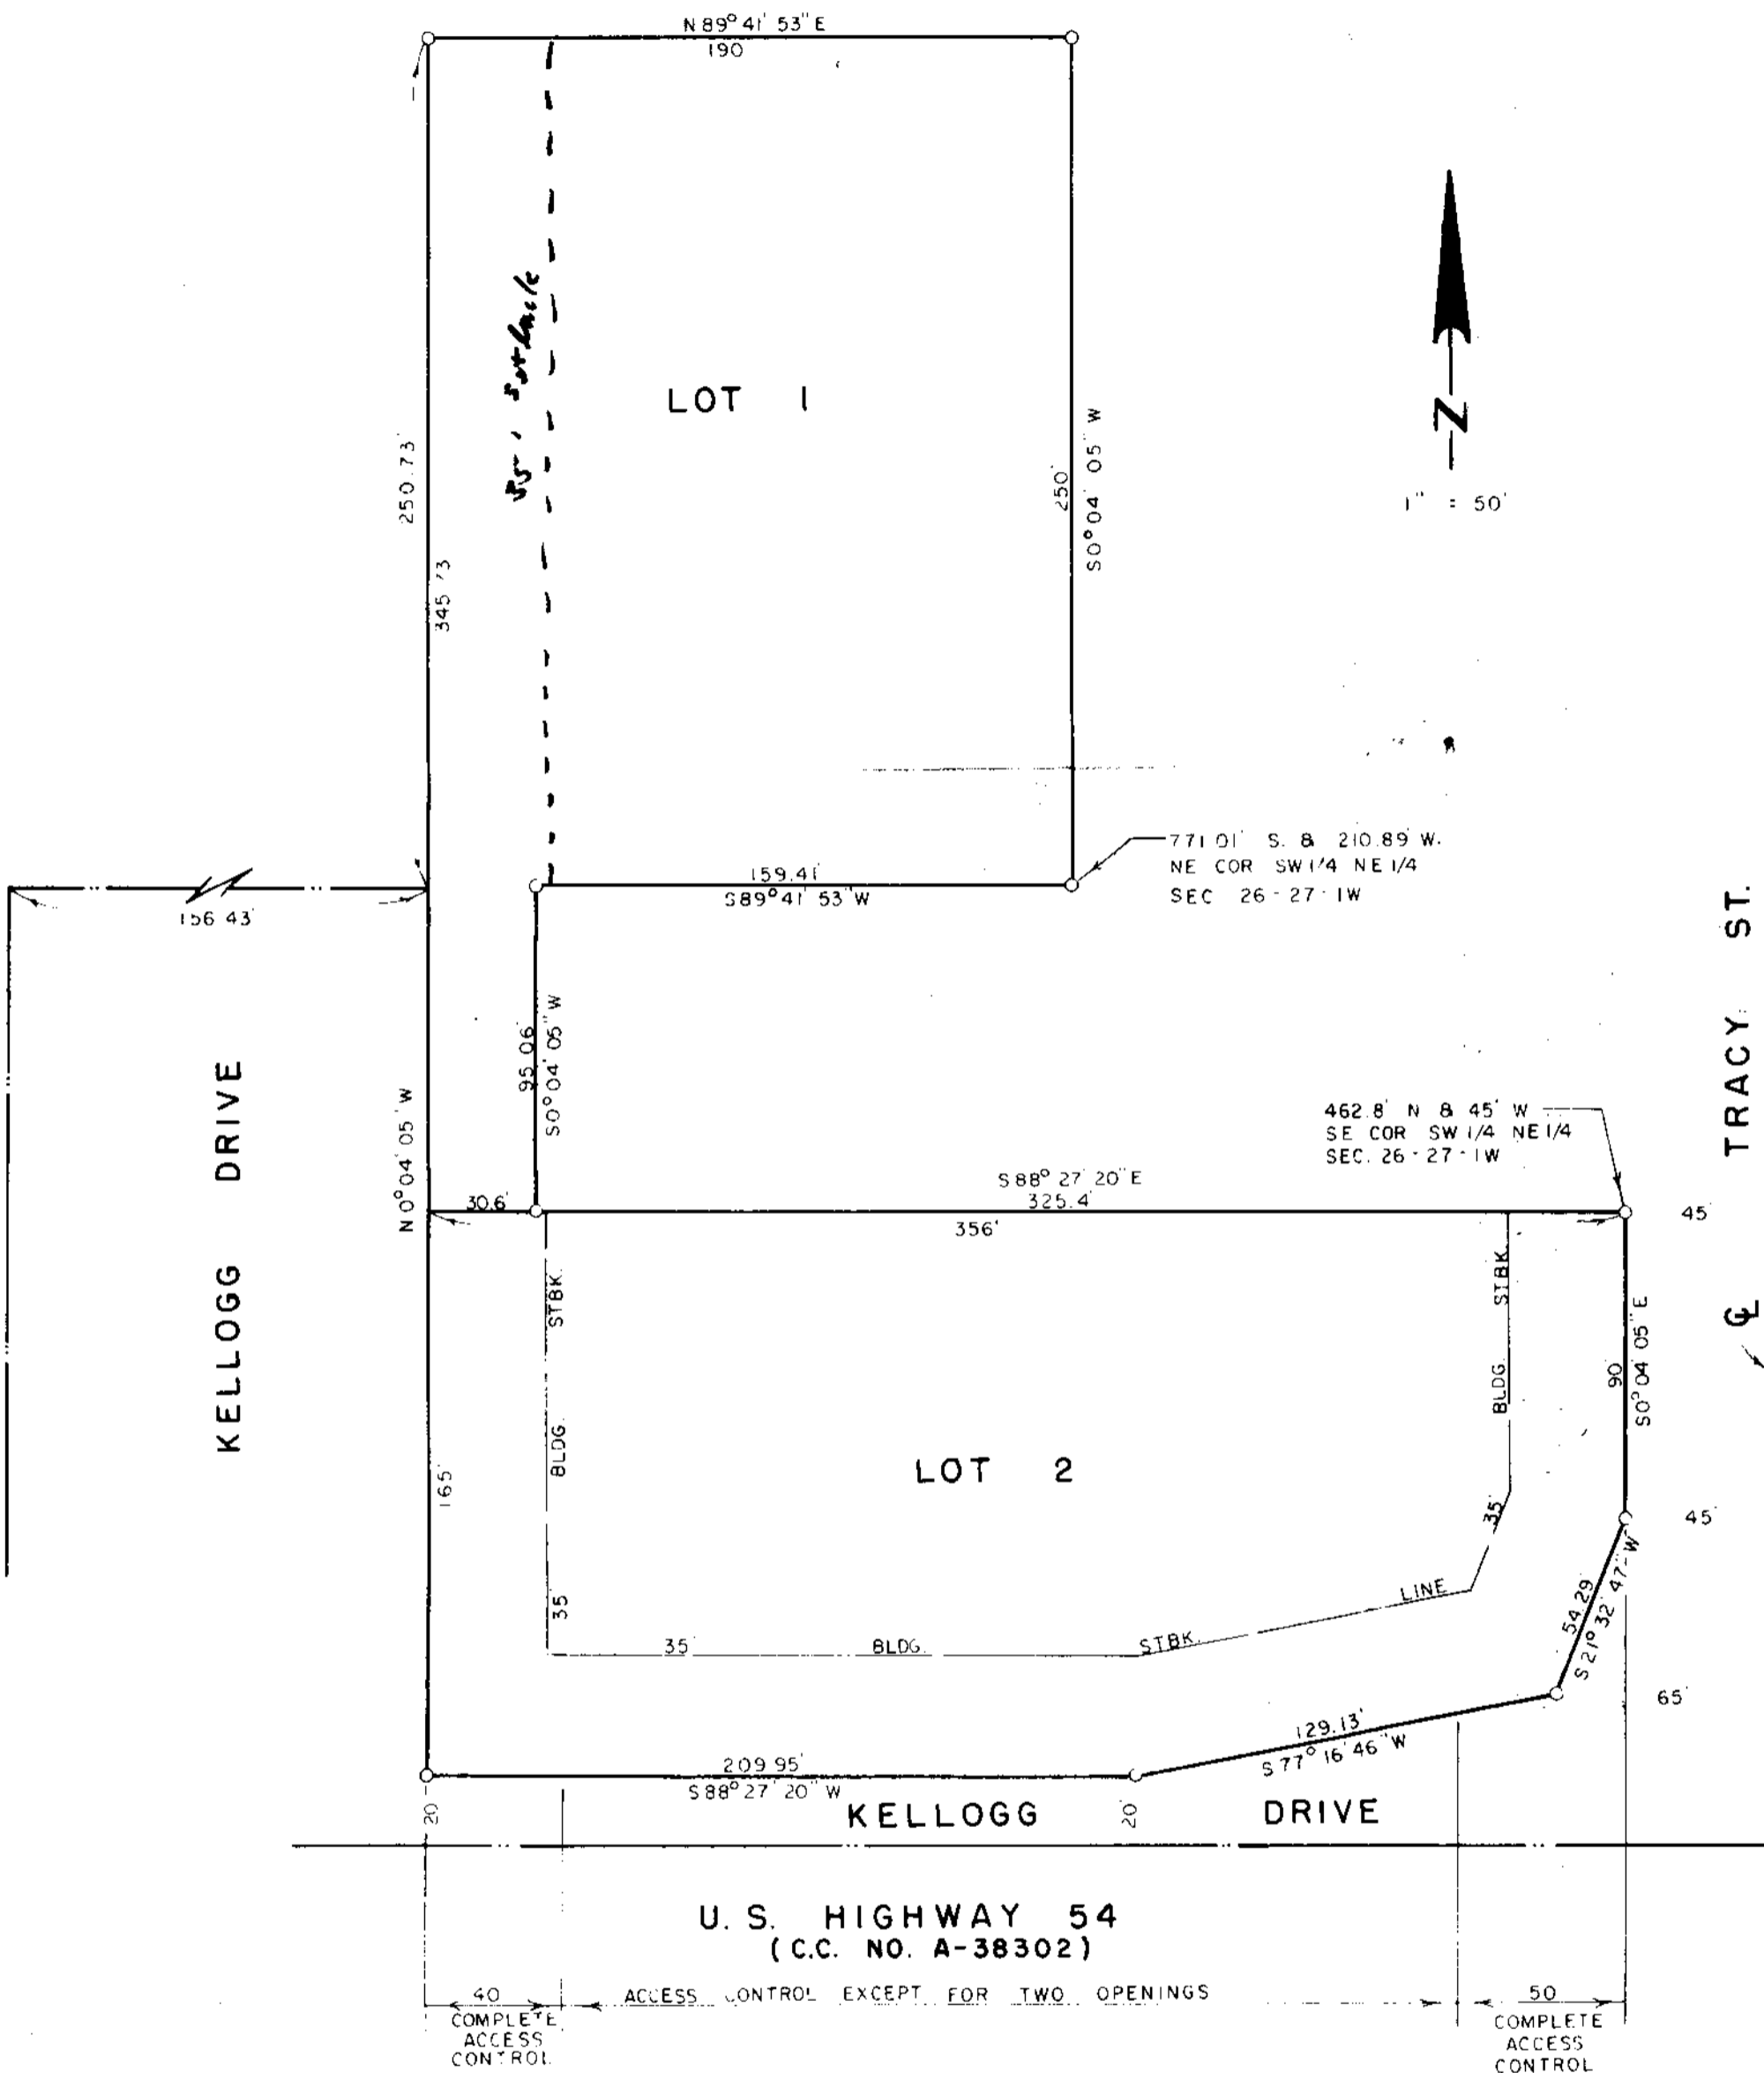 N 89° 41' 53" E
190
55' Setback
LOT 1
250.73'
345.73
250'
S0° 04' 05" W
N
1" = 50'
771.01' S. & 210.89' W.
NE COR SW 1/4 NE 1/4
SEC 26-27-1W
159.41'
S89° 41' 53" W
156.43'
KELLOGG DRIVE
95.06'
S0° 04' 05" W
N 0° 04' 05" W
TRACY ST.
℄
462.8' N & 45' W
SE COR SW 1/4 NE 1/4
SEC. 26-27-1W
S 88° 27' 20" E
30.6'
325.4'
356'
45'
STBK.
BLDG.
35'
STBK.
BLDG.
35'
90'
S0° 04' 05" E
LOT 2
165'
45'
LINE
54.29'
S 21° 32' 47" W
35'
BLDG.
STBK.
65'
129.13'
S 77° 16' 46" W
209.95'
S 88° 27' 20" W
20'
KELLOGG
20'
DRIVE
U. S. HIGHWAY 54
(C.C. NO. A-38302)
40
ACCESS CONTROL EXCEPT FOR TWO OPENINGS
50
COMPLETE
ACCESS
CONTROL
COMPLETE
ACCESS
CONTROL